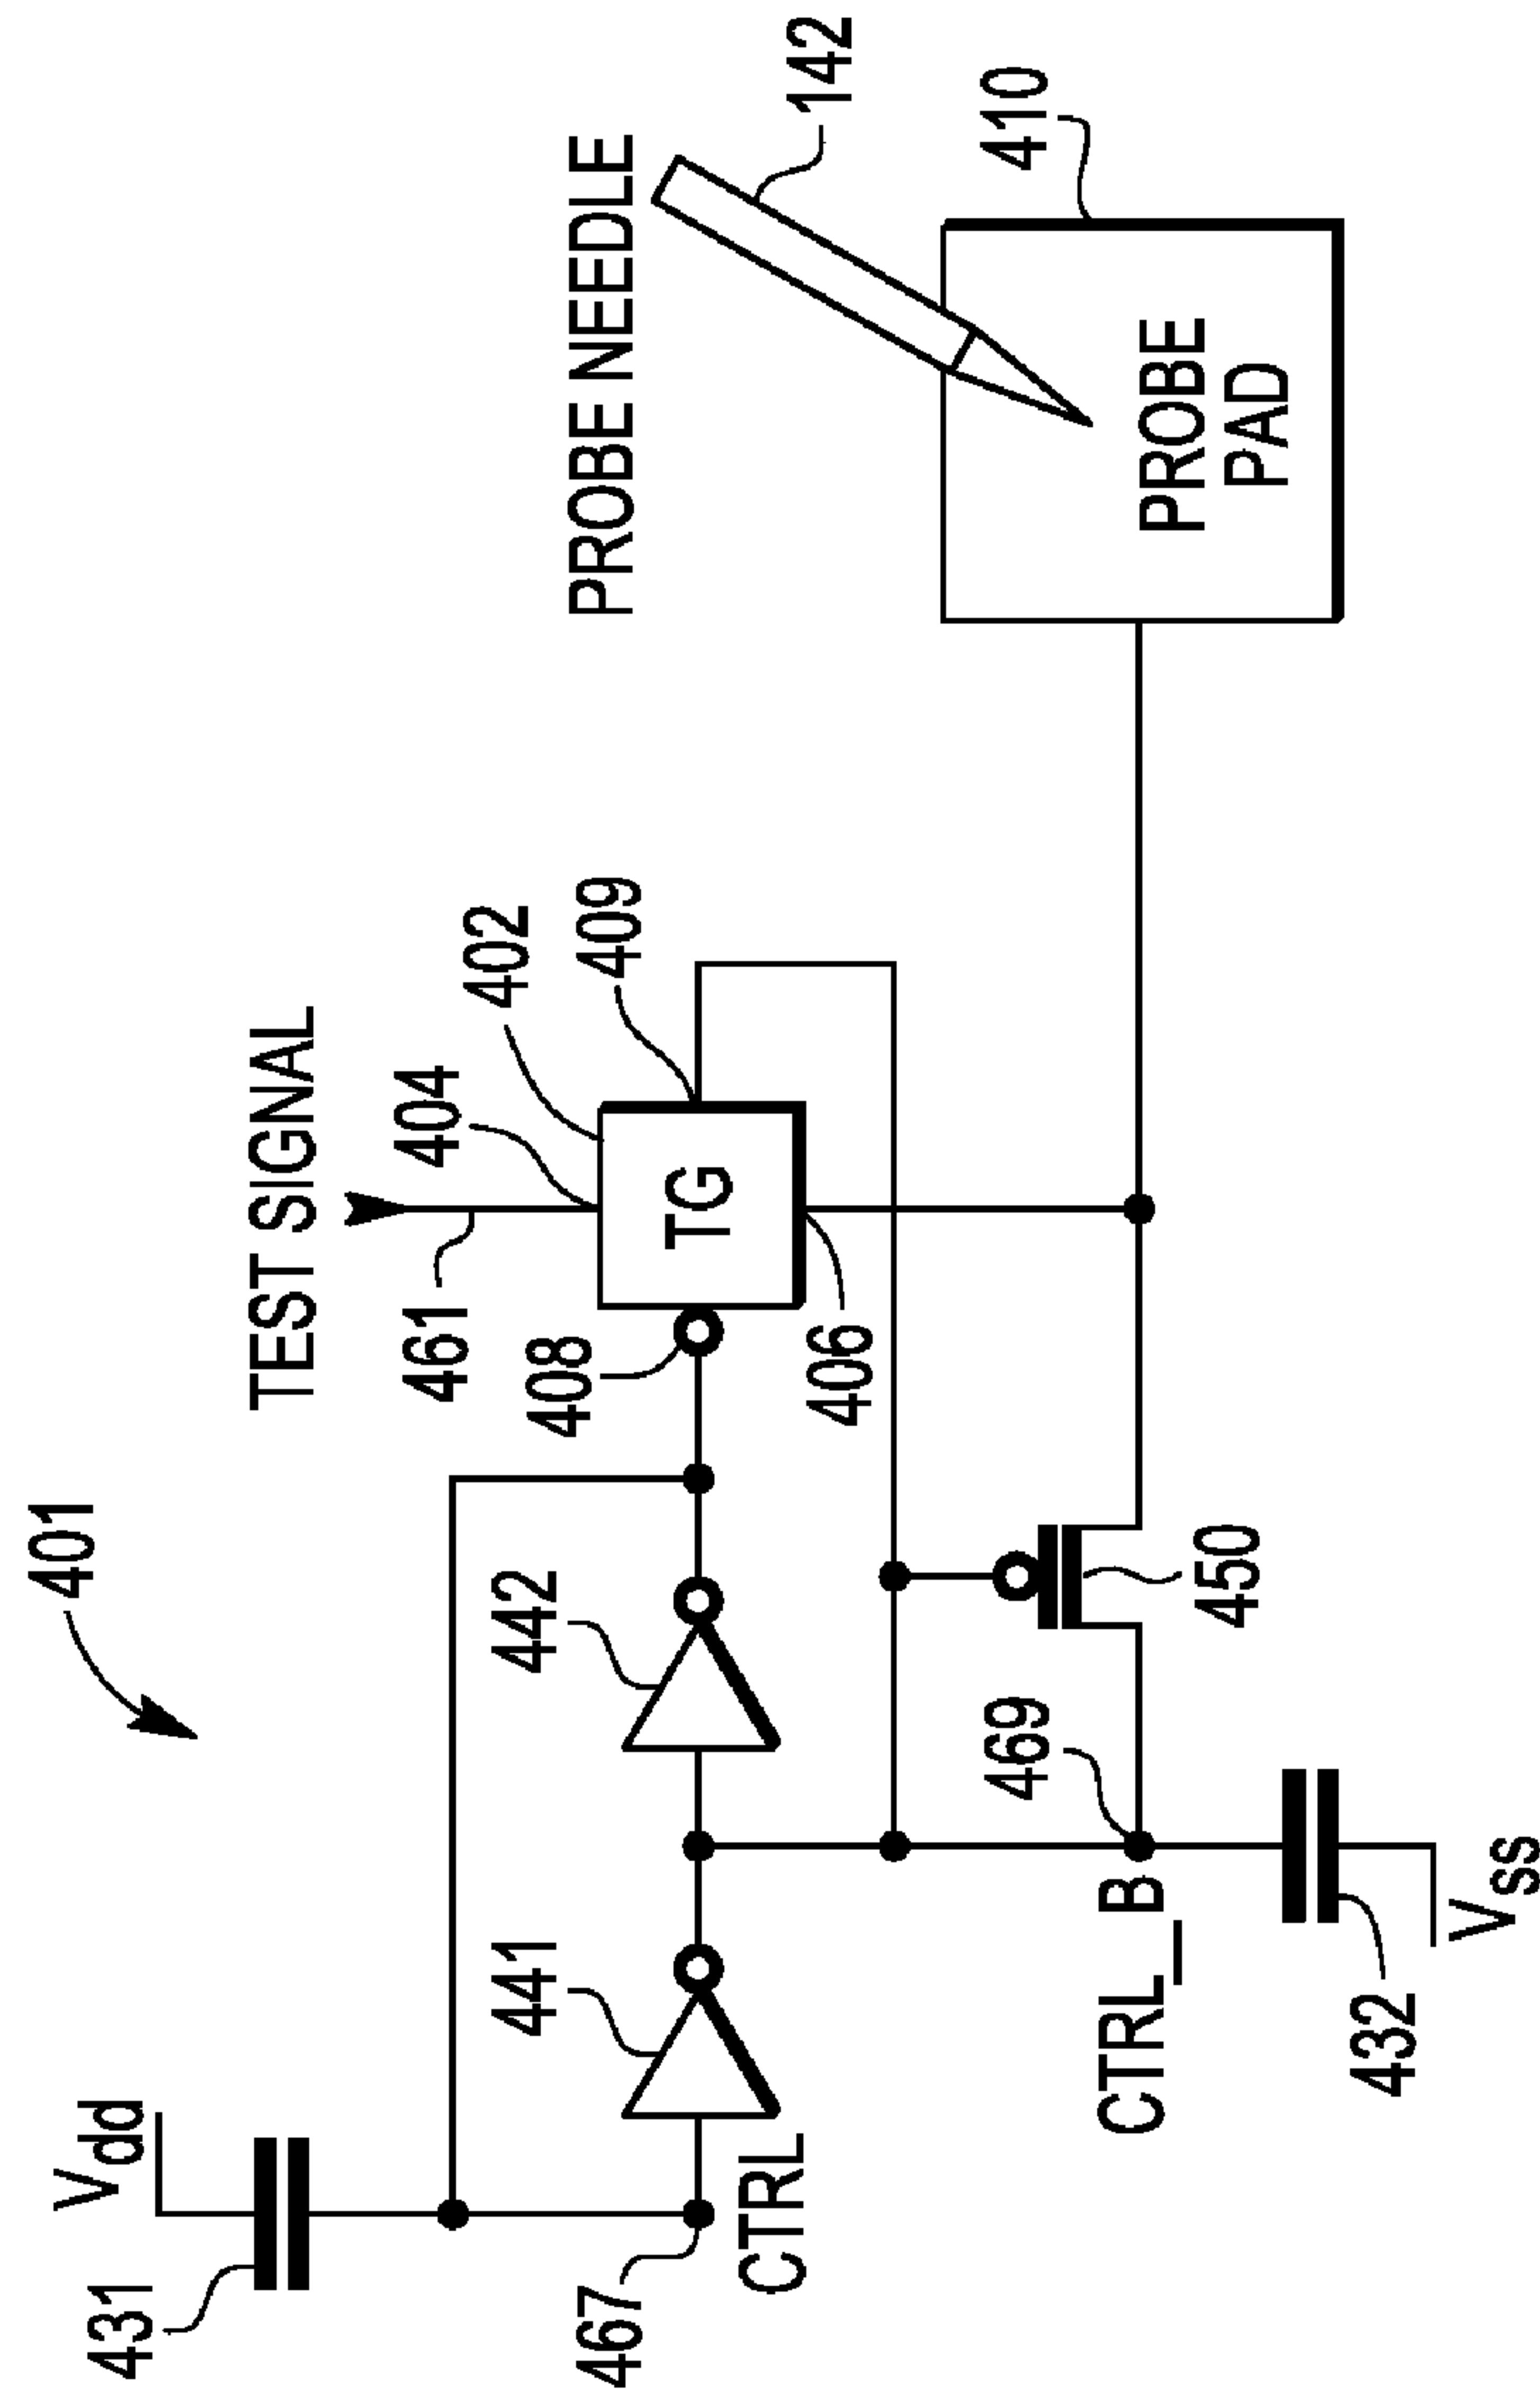 401
Vdd
431
467
CTRL
441
442
TEST SIGNAL
461
404
402
408
TG
409
406
PROBE NEEDLE
142
410
PROBE
PAD
469
450
CTRL_B
432
Vss